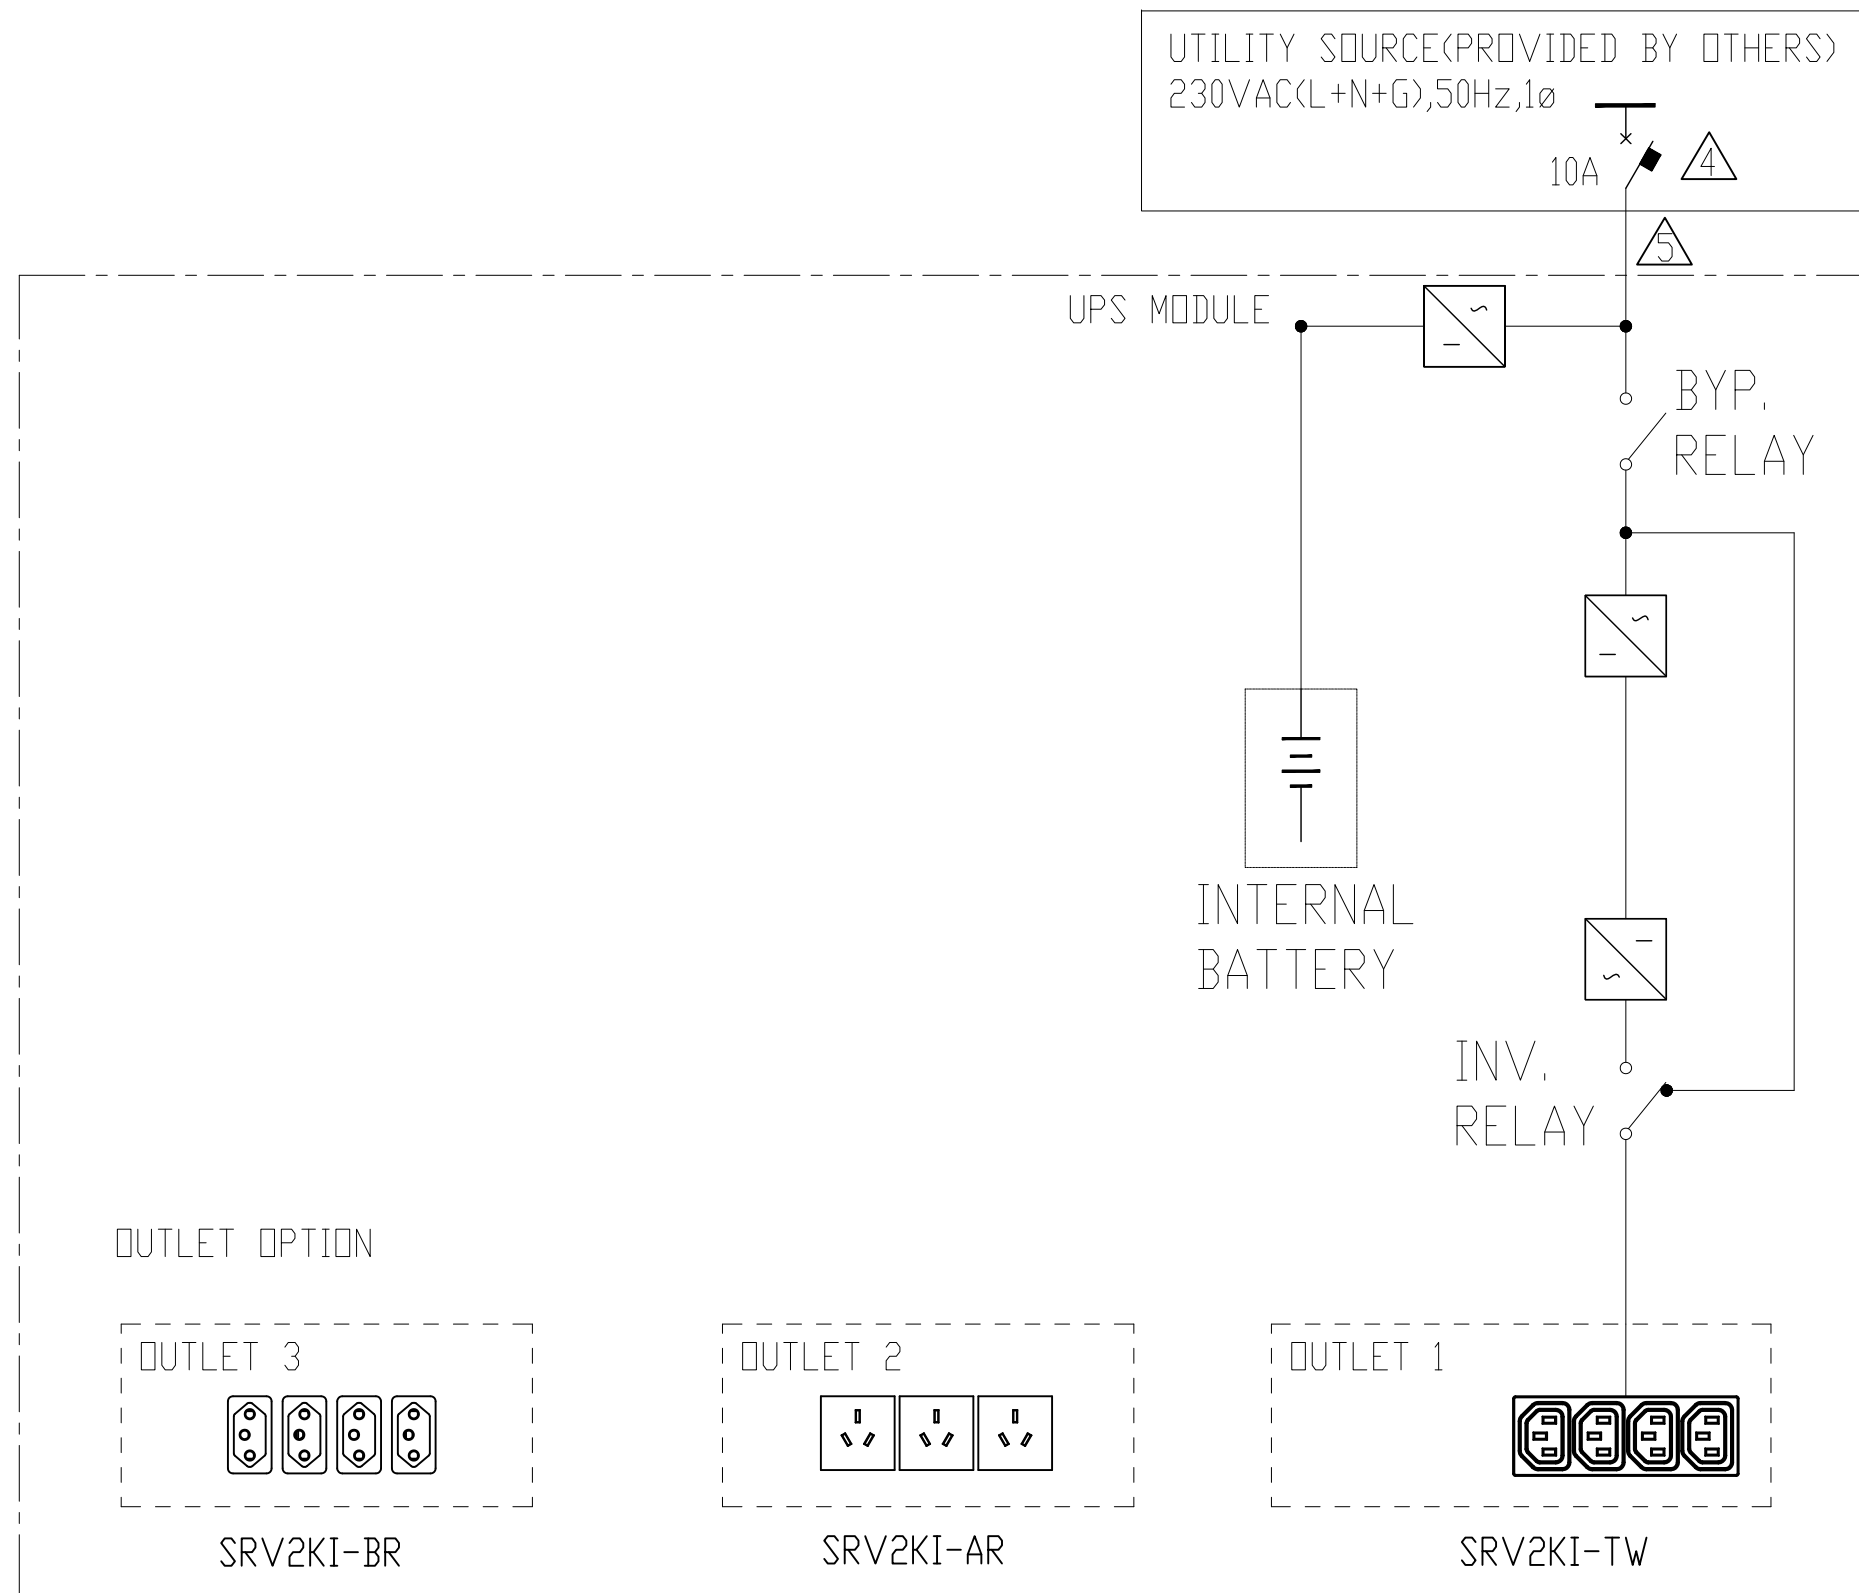 UTILITY SOURCE(PROVIDED BY OTHERS)
230VAC(L+N+G),50Hz,1ø
10A
4
5
UPS MODULE
BYP.
RELAY
INTERNAL
BATTERY
INV.
RELAY
OUTLET OPTION
OUTLET 3
OUTLET 2
OUTLET 1
SRV2KI-BR
SRV2KI-AR
SRV2KI-TW